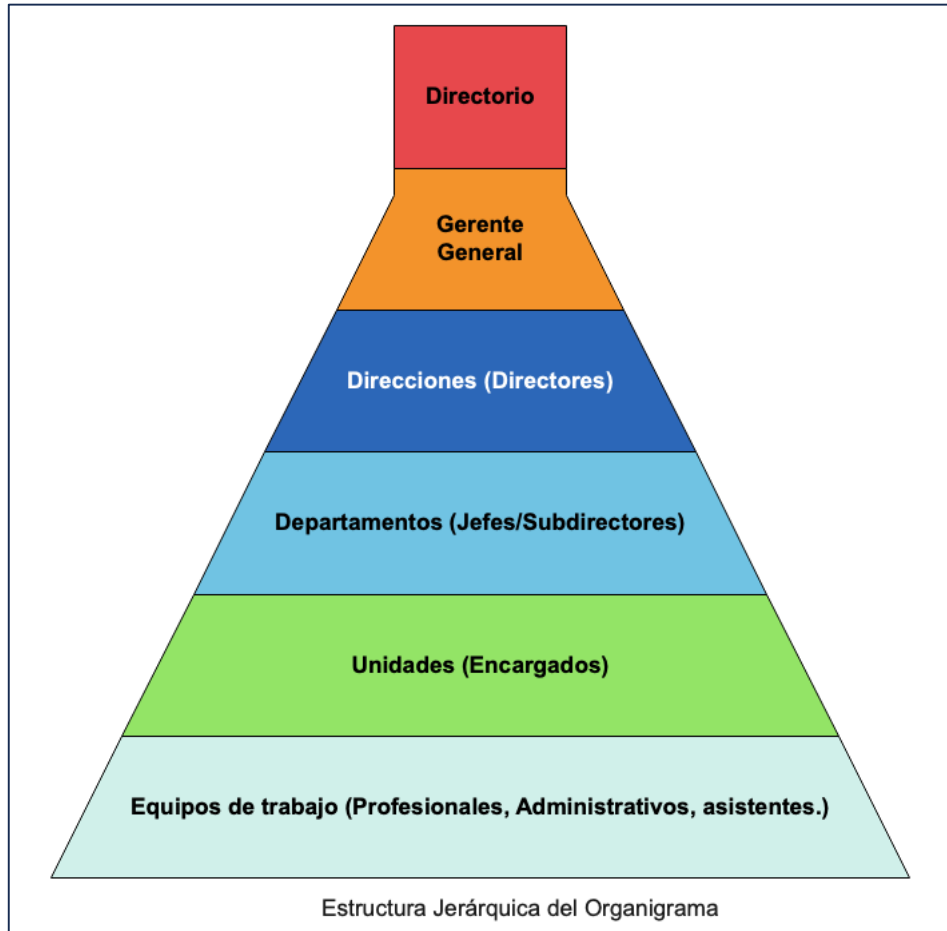 Directorio
Gerente
General
Direcciones (Directores)
Departamentos (Jefes/Subdirectores)
Unidades (Encargados)
Equipos de trabajo (Profesionales, Administrativos, asistentes.)
Estructura Jerárquica del Organigrama